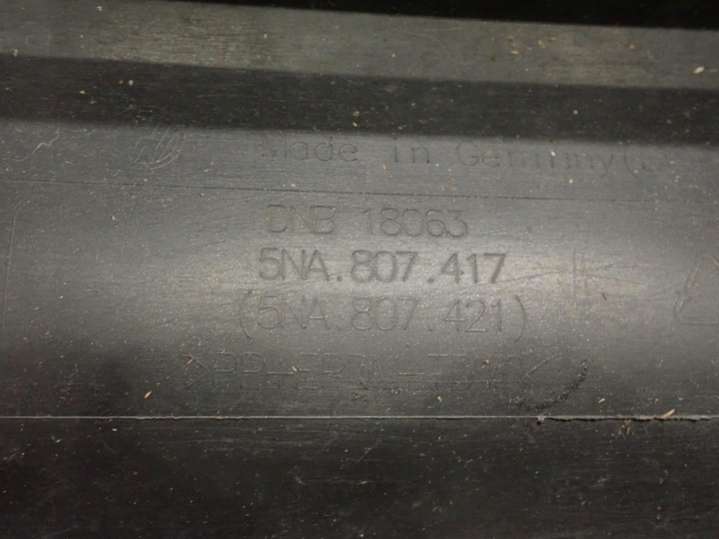 Made in Germany
DNB 18063
5NA.807.417
(5NA.807.421)